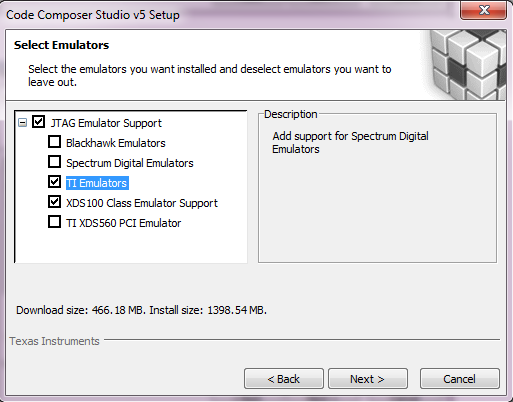 Code Composer Studio v5 Setup
Select Emulators
Select the emulators you want installed and deselect emulators you want to
leave out.
JTAG Emulator Support
Blackhawk Emulators
Spectrum Digital Emulators
TI Emulators
XDS100 Class Emulator Support
TI XDS560 PCI Emulator
Description
Add support for Spectrum Digital
Emulators
Download size: 466.18 MB. Install size: 1398.54 MB.
Texas Instruments
< Back
Next >
Cancel